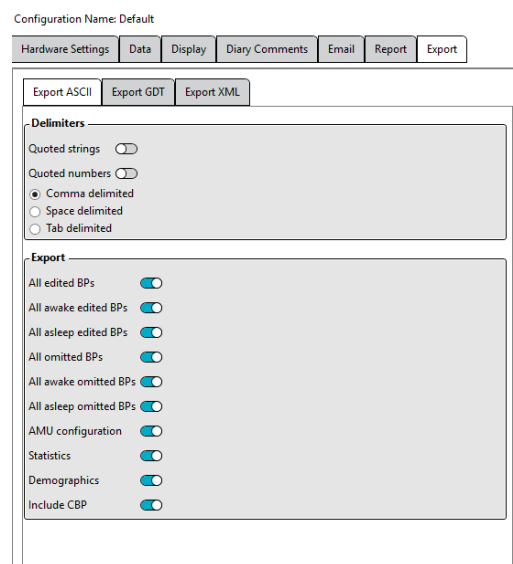 Configuration Name: Default
Hardware Settings Data Display Diary Comments Email Report Export
Export ASCII Export GDT Export XML
Delimiters
Quoted strings
Quoted numbers
Comma delimited
Space delimited
Tab delimited
Export
All edited BPs
All awake edited BPs
All asleep edited BPs
All omitted BPs
All awake omitted BPs
All asleep omitted BPs
AMU configuration
Statistics
Demographics
Include CBP